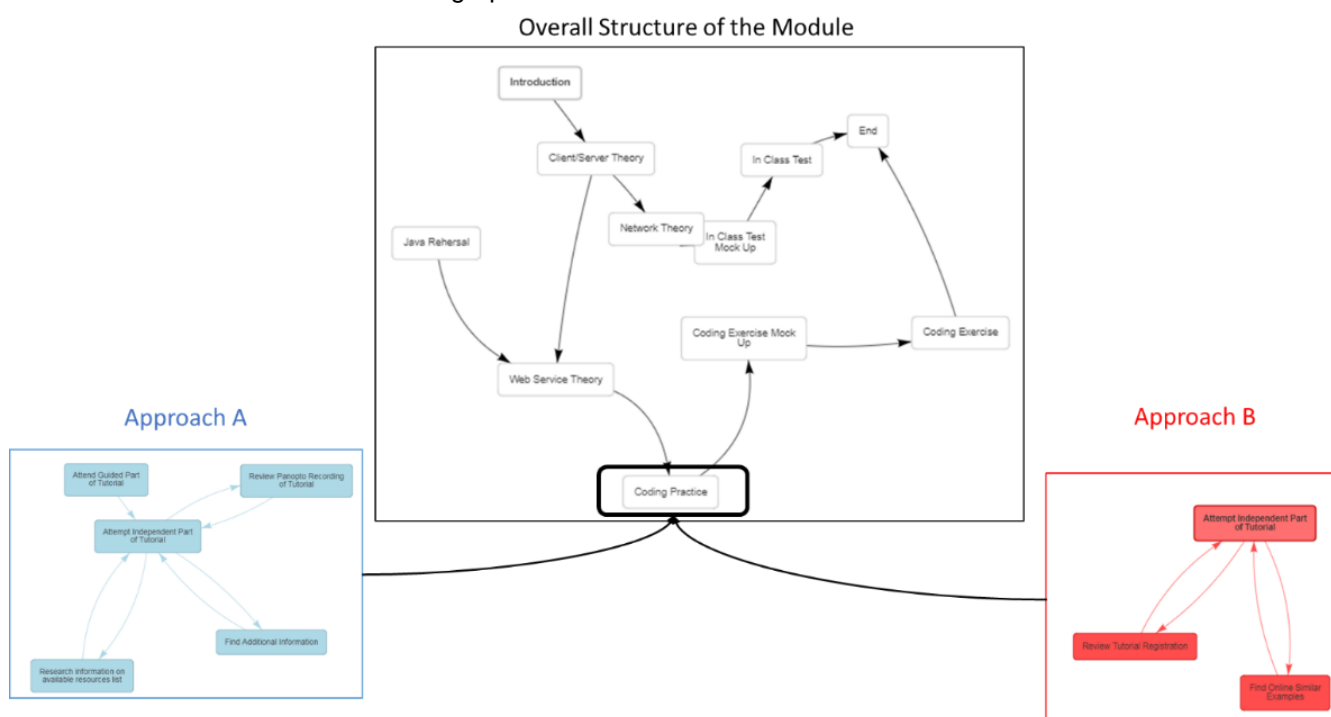 Overall Structure of the Module
Introduction
Client/Server Theory
End
In Class Test
Network Theory
In Class Test
Mock Up
Java Rehersal
Coding Exercise Mock
Up
Coding Exercise
Web Service Theory
Coding Practice
Approach A
Attend Guided Part
of Tutorial
Review Panopto Recording
of Tutorial
Attempt Independent Part
of Tutorial
Find Additional Information
Research Information on
available resources list
Approach B
Attempt Independent Part
of Tutorial
Review Tutorial Registration
Find Online Similar
Examples